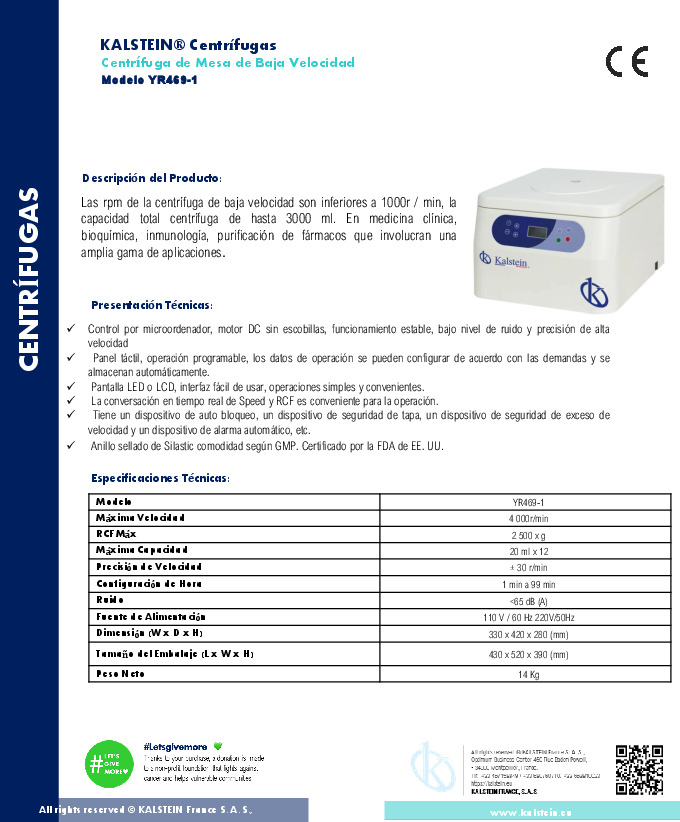 KALSTEIN® Centrífugas
Centrífuga de Mesa de Baja Velocidad
Modelo YR469-1
CE
CENTRÍFUGAS
Descripción del Producto:
Las rpm de la centrífuga de baja velocidad son inferiores a 1000r / min, la
capacidad total centrífuga de hasta 3000 ml. En medicina clínica,
bioquímica, inmunología, purificación de fármacos que involucran una
amplia gama de aplicaciones.
Kalstein
Presentación Técnicas:
✓ Control por microordenador, motor DC sin escobillas, funcionamiento estable, bajo nivel de ruido y precisión de alta
velocidad
✓ Panel táctil, operación programable, los datos de operación se pueden configurar de acuerdo con las demandas y se
almacenan automáticamente.
✓ Pantalla LED o LCD, interfaz fácil de usar, operaciones simples y convenientes.
✓ La conversación en tiempo real de Speed y RCF es conveniente para la operación.
✓ Tiene un dispositivo de auto bloqueo, un dispositivo de seguridad de tapa, un dispositivo de seguridad de exceso de
velocidad y un dispositivo de alarma automático, etc.
✓ Anillo sellado de Silastic comodidad según GMP. Certificado por la FDA de EE. UU.
Especificaciones Técnicas:
Modelo YR469-1
Máxima Velocidad 4 000r/min
RCF Máx 2 500 x g
Máxima Capacidad 20 ml x 12
Precisión de Velocidad ± 30 r/min
Configuración de Hora 1 min a 99 min
Ruido <65 dB (A)
Fuente de Alimentación 110 V / 60 Hz 220V/50Hz
Dimensión (W x D x H) 330 x 420 x 280 (mm)
Tamaño del Embalaje (L x W x H) 430 x 520 x 390 (mm)
Peso Neto 14 Kg
# LET'S
GIVE
MORE
#Letsgivemore
Thanks to your purchase, a donation is made
to a non-profit foundation that fights against
cancer and helps vulnerable communities
All rights reserved © KALSTEIN France S. A. S.,
https://kalstein.eu
KALSTEIN FRANCE, S.A.S
All rights reserved © KALSTEIN France S. A. S.,
www.kalstein.eu